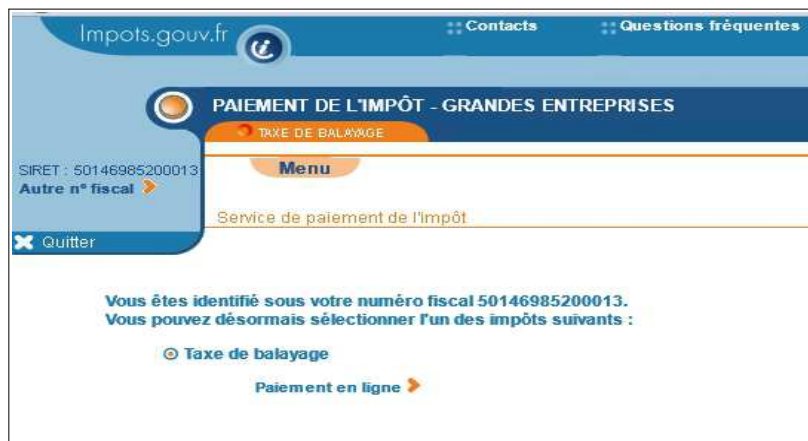 Impots.gouv.fr
Contacts
Questions fréquentes
PAIEMENT DE L'IMPÔT - GRANDES ENTREPRISES
TAXE DE BALAYAGE
SIRET : 50146985200013
Autre n° fiscal
Menu
Service de paiement de l'impôt
Quitter
Vous êtes identifié sous votre numéro fiscal 50146985200013.
Vous pouvez désormais sélectionner l'un des impôts suivants :
Taxe de balayage
Paiement en ligne